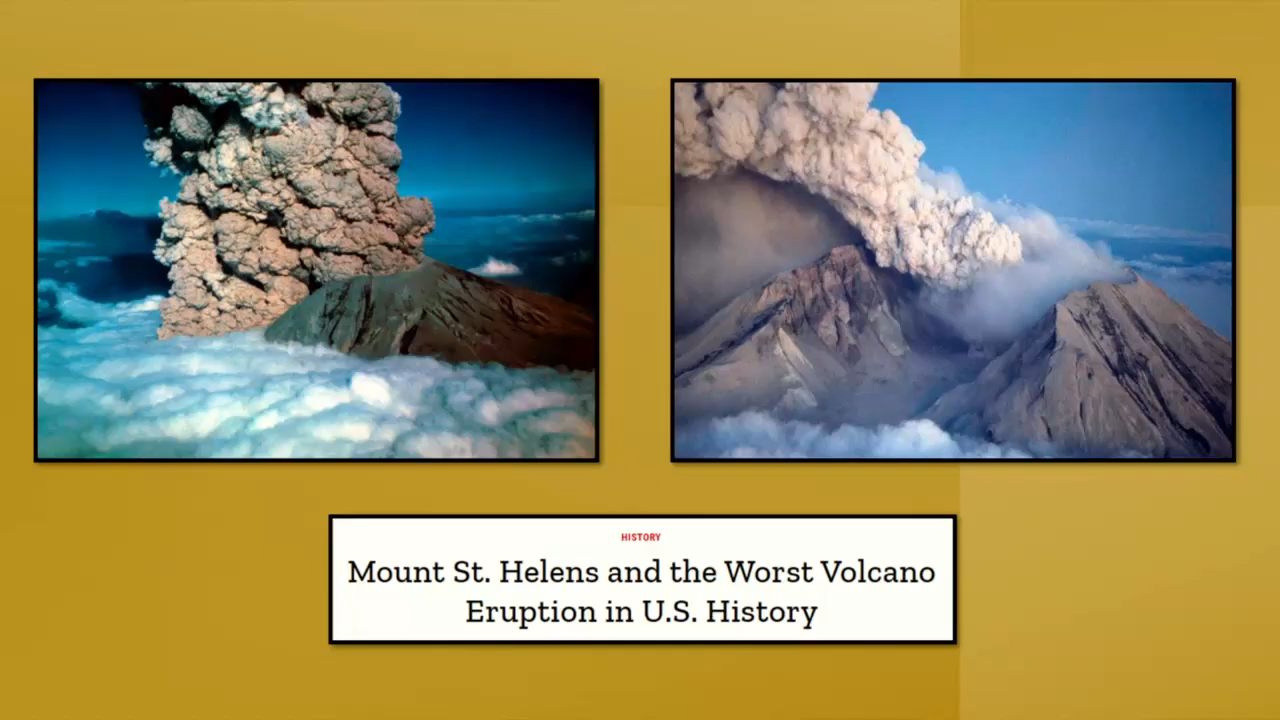 HISTORY
Mount St. Helens and the Worst Volcano
Eruption in U.S. History